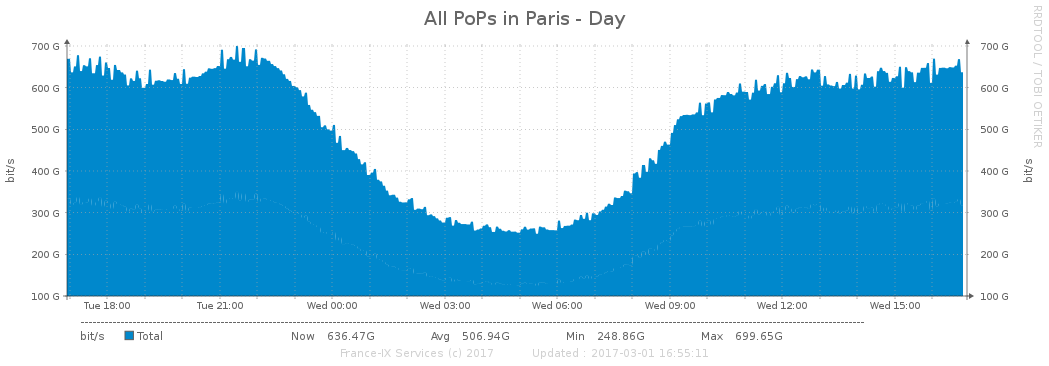 All PoPs in Paris - Day
RRDTOOL / TOBI OETIKER
700 G 700 G
600 G 600 G
500 G 500 G
400 G 400 G
300 G 300 G
200 G 200 G
100 G 100 G
bit/s bit/s
Tue 18:00 Tue 21:00 Wed 00:00 Wed 03:00 Wed 06:00 Wed 09:00 Wed 12:00 Wed 15:00
bit/s Total Now 636.47G Avg 506.94G Min 248.86G Max 699.65G
France-IX Services (c) 2017 Updated : 2017-03-01 16:55:11